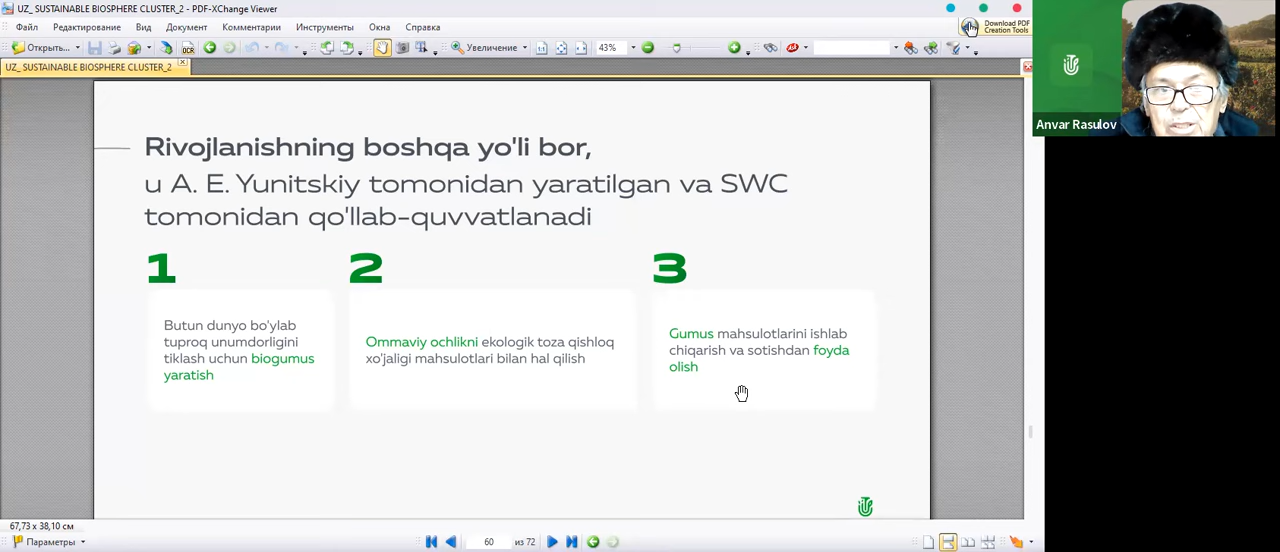 UZ_ SUSTAINABLE BIOSPHERE CLUSTER_2 - PDF-XChange Viewer
Файл Редактирование Вид Документ Комментарии Инструменты Окна Справка
Download PDF
Creation Tools
Открыть... OCR Увеличение 1:1 43%
UZ_ SUSTAINABLE BIOSPHERE CLUSTER_2
Anvar Rasulov
Rivojlanishning boshqa yo'li bor,
u A. E. Yunitskiy tomonidan yaratilgan va SWC
tomonidan qo'llab-quvvatlanadi
1 2 3
Butun dunyo bo'ylab
tuproq unumdorligini
tiklash uchun biogumus
yaratish
Ommaviy ochlikni ekologik toza qishloq
xo'jaligi mahsulotlari bilan hal qilish
Gumus mahsulotlarini ishlab
chiqarish va sotishdan foyda
olish
67,73 x 38,10 см
Параметры 60 из 72